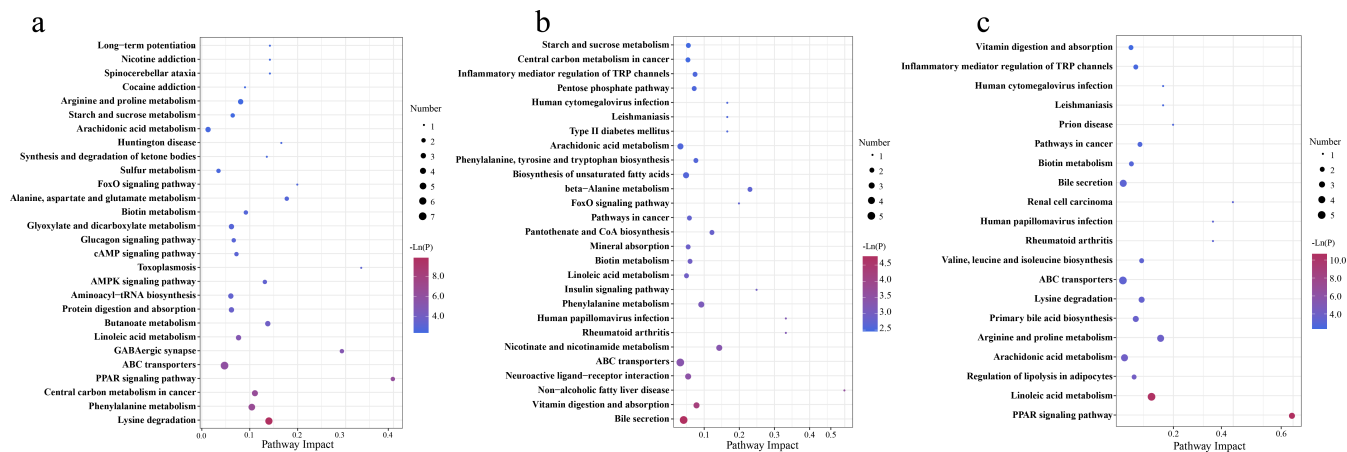 a
Long−term potentiation
Nicotine addiction
Spinocerebellar ataxia
Cocaine addiction
Arginine and proline metabolism
Starch and sucrose metabolism
Arachidonic acid metabolism
Huntington disease
Synthesis and degradation of ketone bodies
Sulfur metabolism
FoxO signaling pathway
Alanine, aspartate and glutamate metabolism
Biotin metabolism
Glyoxylate and dicarboxylate metabolism
Glucagon signaling pathway
cAMP signaling pathway
Toxoplasmosis
AMPK signaling pathway
Aminoacyl−tRNA biosynthesis
Protein digestion and absorption
Butanoate metabolism
Linoleic acid metabolism
GABAergic synapse
ABC transporters
PPAR signaling pathway
Central carbon metabolism in cancer
Phenylalanine metabolism
Lysine degradation
0.0 0.1 0.2 0.3 0.4
Pathway Impact
Number
1
2
3
4
5
6
7
-Ln(P)
8.0
6.0
4.0
b
Starch and sucrose metabolism
Central carbon metabolism in cancer
Inflammatory mediator regulation of TRP channels
Pentose phosphate pathway
Human cytomegalovirus infection
Leishmaniasis
Type II diabetes mellitus
Arachidonic acid metabolism
Phenylalanine, tyrosine and tryptophan biosynthesis
Biosynthesis of unsaturated fatty acids
beta−Alanine metabolism
FoxO signaling pathway
Pathways in cancer
Pantothenate and CoA biosynthesis
Mineral absorption
Biotin metabolism
Linoleic acid metabolism
Insulin signaling pathway
Phenylalanine metabolism
Human papillomavirus infection
Rheumatoid arthritis
Nicotinate and nicotinamide metabolism
ABC transporters
Neuroactive ligand−receptor interaction
Non−alcoholic fatty liver disease
Vitamin digestion and absorption
Bile secretion
0.1 0.2 0.3 0.4 0.5
Pathway Impact
Number
1
2
3
4
5
-Ln(P)
4.5
4.0
3.5
3.0
2.5
c
Vitamin digestion and absorption
Inflammatory mediator regulation of TRP channels
Human cytomegalovirus infection
Leishmaniasis
Prion disease
Pathways in cancer
Biotin metabolism
Bile secretion
Renal cell carcinoma
Human papillomavirus infection
Rheumatoid arthritis
Valine, leucine and isoleucine biosynthesis
ABC transporters
Lysine degradation
Primary bile acid biosynthesis
Arginine and proline metabolism
Arachidonic acid metabolism
Regulation of lipolysis in adipocytes
Linoleic acid metabolism
PPAR signaling pathway
0.2 0.4 0.6
Pathway Impact
Number
1
2
3
4
5
-Ln(P)
10.0
8.0
6.0
4.0